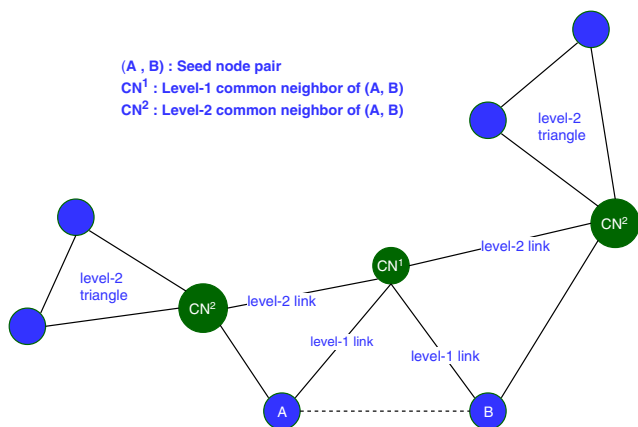 (A , B) : Seed node pair
CN¹ : Level-1 common neighbor of (A, B)
CN² : Level-2 common neighbor of (A, B)
level-2
triangle
CN²
level-2 link
CN¹
level-2
triangle
CN²
level-2 link
level-1 link
level-1 link
A
B